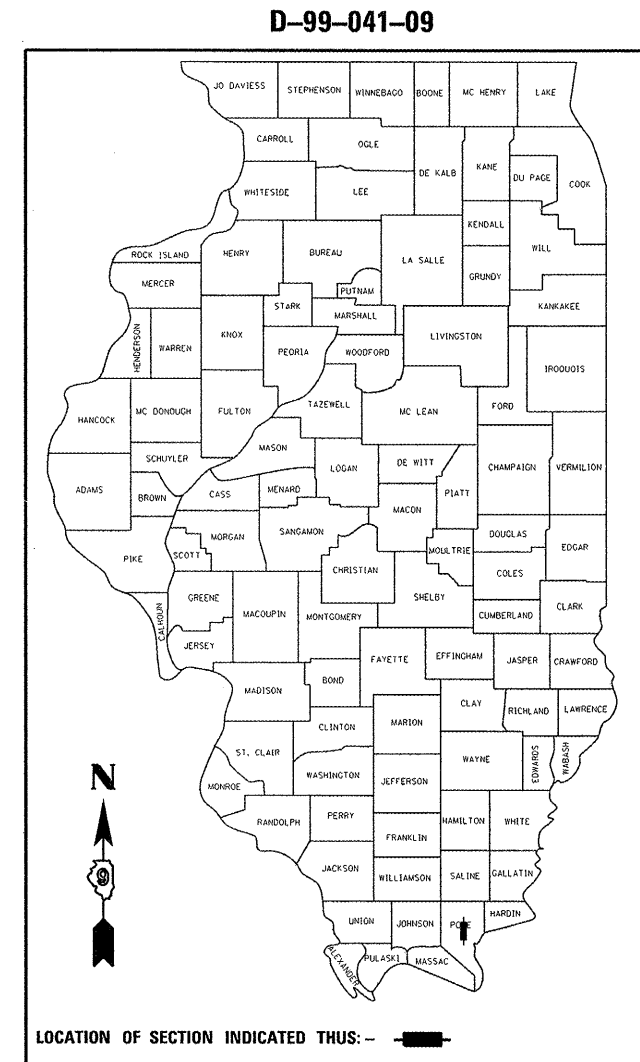 D–99–041–09
JO DAVIESS STEPHENSON WINNEBAGO BOONE MC HENRY LAKE
CARROLL OGLE DE KALB KANE DU PAGE COOK
WHITESIDE LEE
KENDALL
ROCK ISLAND HENRY BUREAU LA SALLE GRUNDY WILL
MERCER PUTNAM
STARK MARSHALL KANKAKEE
HENDERSON WARREN KNOX PEORIA WOODFORD LIVINGSTON IROQUOIS
HANCOCK MC DONOUGH FULTON TAZEWELL MC LEAN FORD
SCHUYLER MASON LOGAN DE WITT CHAMPAIGN VERMILION
ADAMS BROWN CASS MENARD MACON PIATT
PIKE SCOTT MORGAN SANGAMON CHRISTIAN MOULTRIE DOUGLAS EDGAR
COLES
CALHOUN GREENE MACOUPIN MONTGOMERY SHELBY CUMBERLAND CLARK
JERSEY FAYETTE EFFINGHAM JASPER CRAWFORD
MADISON BOND CLAY RICHLAND LAWRENCE
CLINTON MARION
ST. CLAIR WASHINGTON JEFFERSON WAYNE EDWARDS WABASH
MONROE
RANDOLPH PERRY FRANKLIN HAMILTON WHITE
JACKSON WILLIAMSON SALINE GALLATIN
UNION JOHNSON POPE HARDIN
ALEXANDER PULASKI MASSAC
N
9
LOCATION OF SECTION INDICATED THUS: –